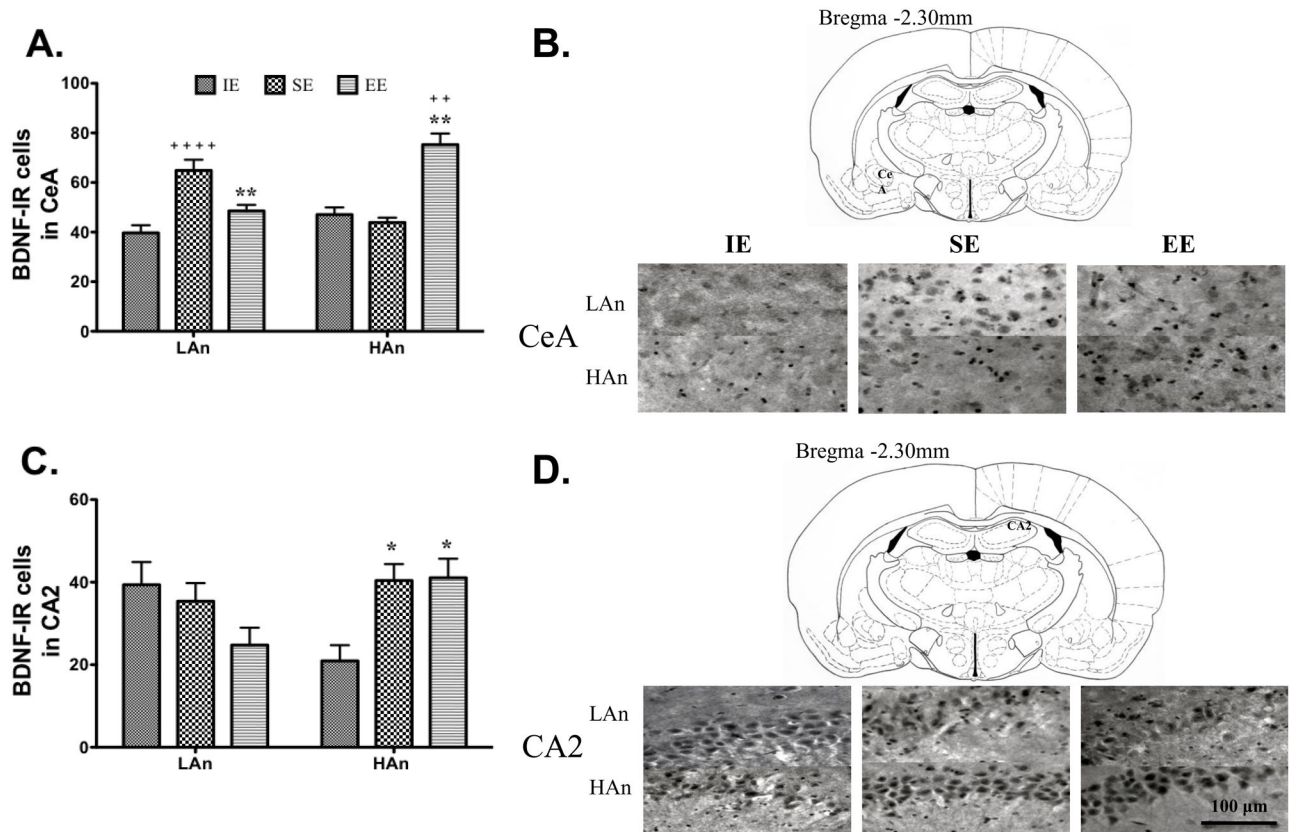 A.
100
80
60
40
20
0
BDNF-IR cells
in CeA
IE SE EE
++++
**
++
**
LAn HAn
B.
Bregma -2.30mm
Ce
A
IE SE EE
LAn
CeA
HAn
C.
60
40
20
0
BDNF-IR cells
in CA2
* *
LAn HAn
D.
Bregma -2.30mm
CA2
LAn
CA2
HAn
100 µm